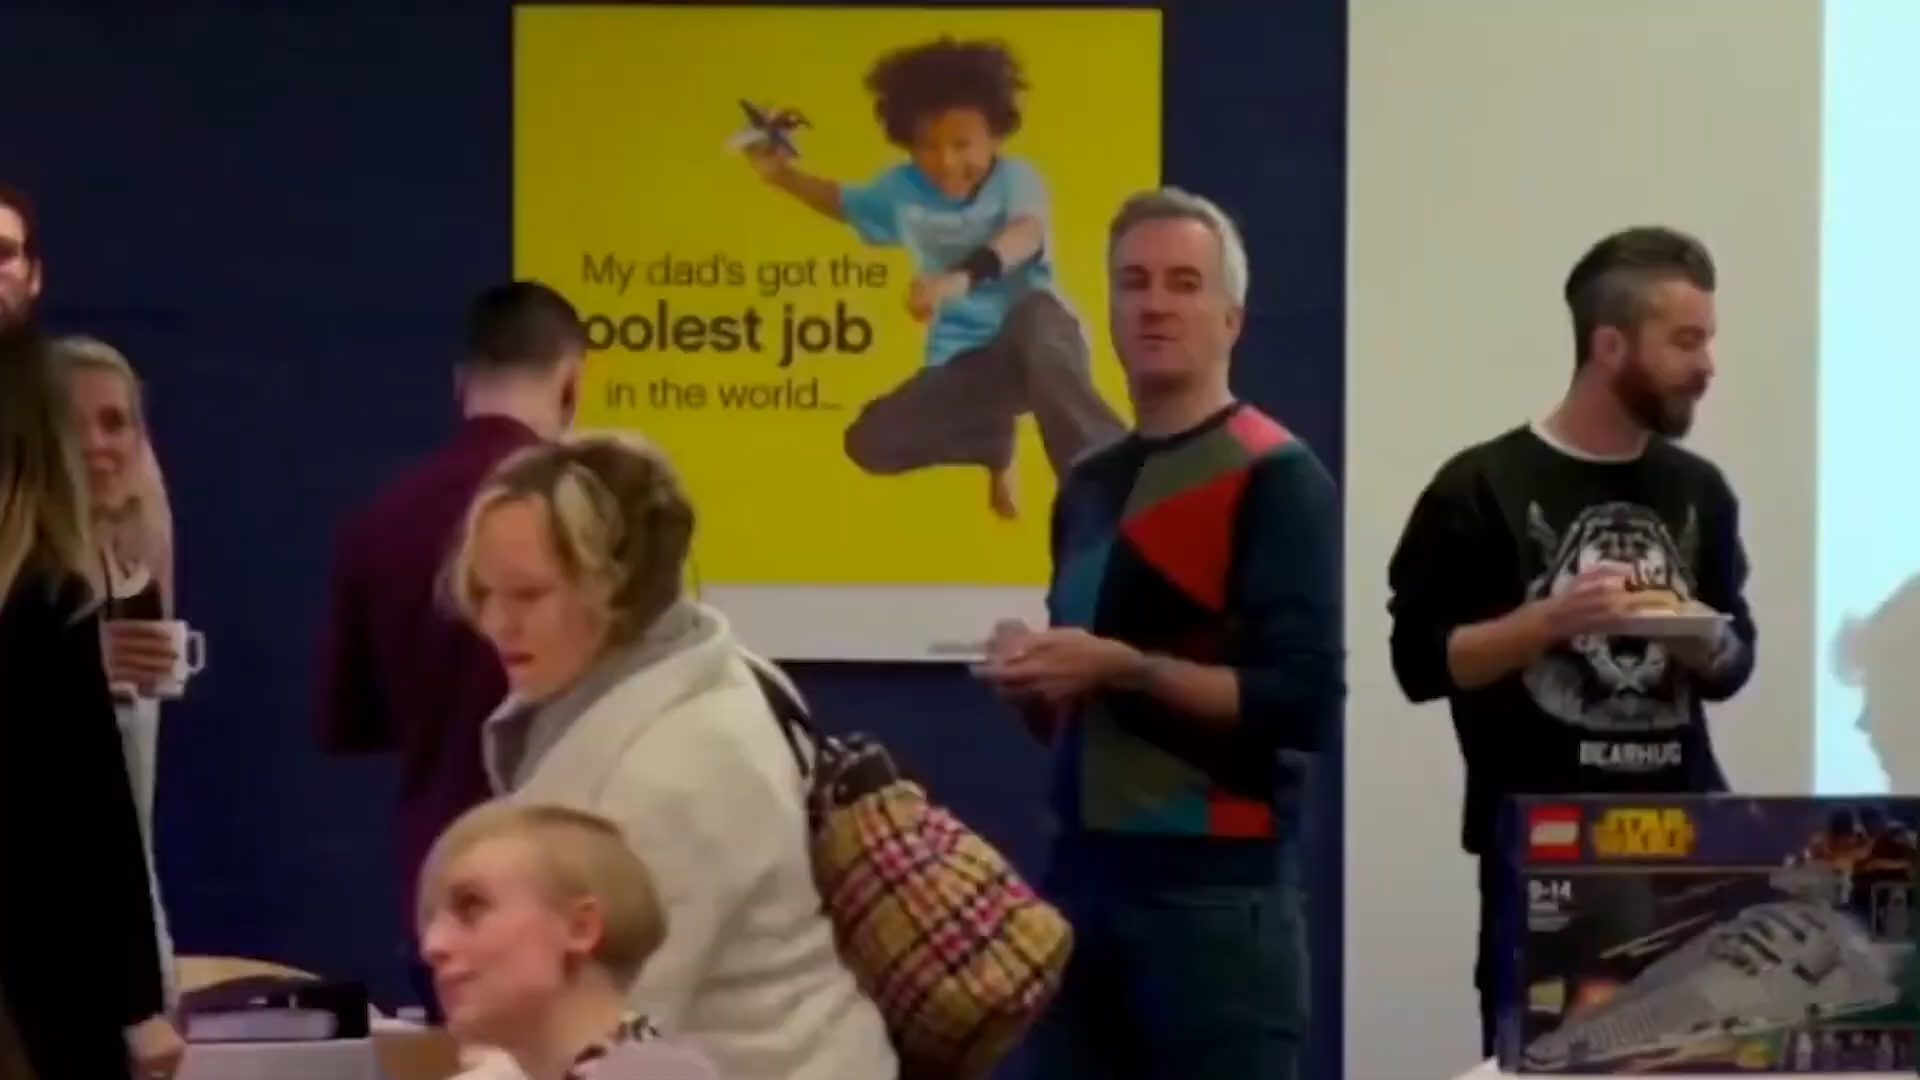 My dad's got the
oolest job
in the world...
BEARHUG
LEGO
STAR
WARS
9-14